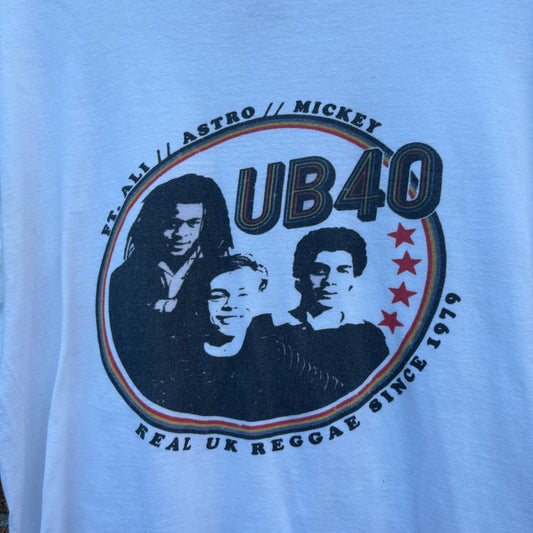 FT. ALI // ASTRO // MICKEY
UB40
REAL UK REGGAE SINCE 1979